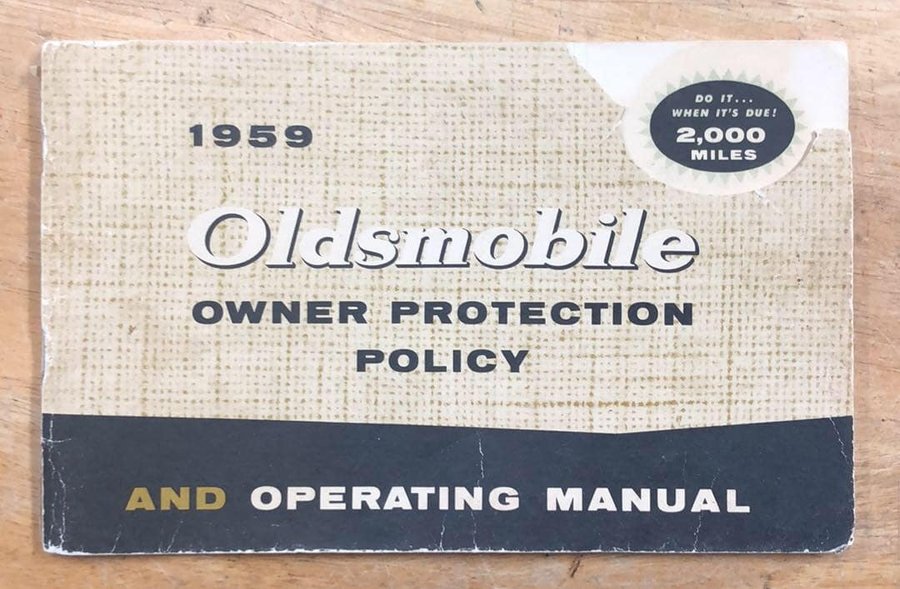 DO IT...
WHEN IT'S DUE!
2,000
MILES
1959
Oldsmobile
OWNER PROTECTION
POLICY
AND OPERATING MANUAL